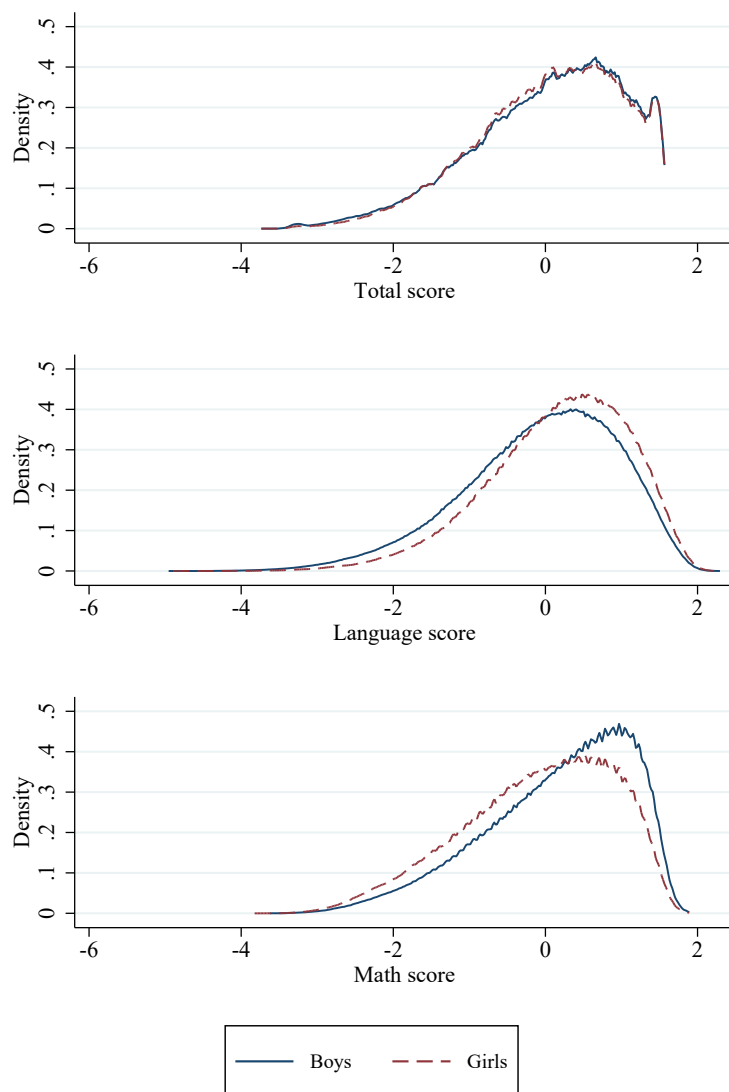 Density
0 .1 .2 .3 .4 .5
-6 -4 -2 0 2
Total score
Density
0 .1 .2 .3 .4 .5
-6 -4 -2 0 2
Language score
Density
0 .1 .2 .3 .4 .5
-6 -4 -2 0 2
Math score
Boys Girls